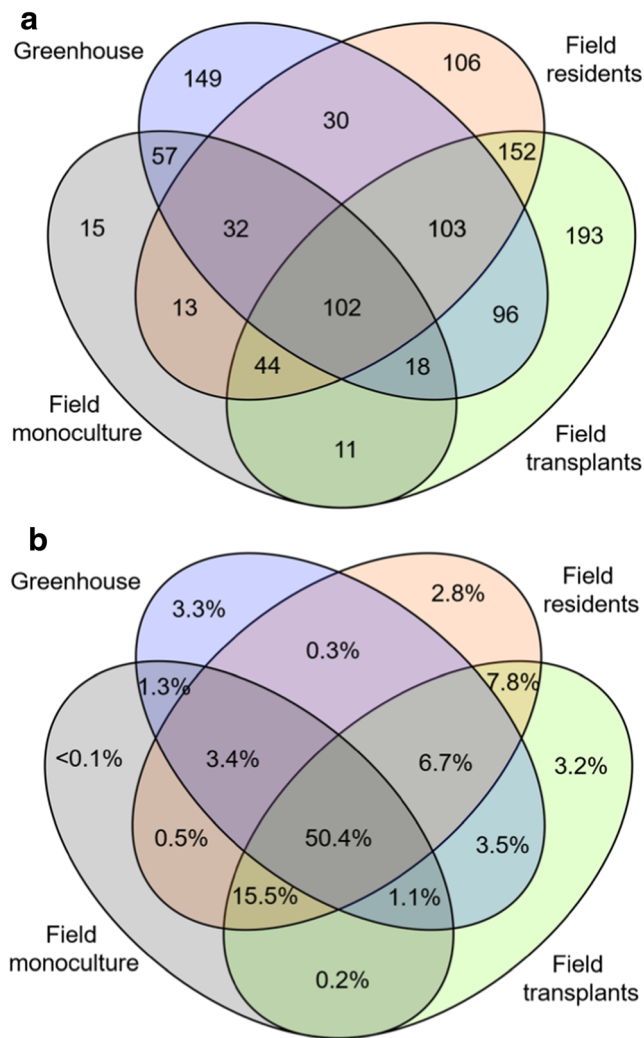 a
Greenhouse
Field
residents
149
106
30
57
152
15
32
103
193
13
102
96
44
18
Field
monoculture
11
Field
transplants
b
Greenhouse
Field
residents
3.3%
2.8%
0.3%
1.3%
7.8%
<0.1%
3.4%
6.7%
3.2%
0.5%
50.4%
3.5%
15.5%
1.1%
Field
monoculture
0.2%
Field
transplants